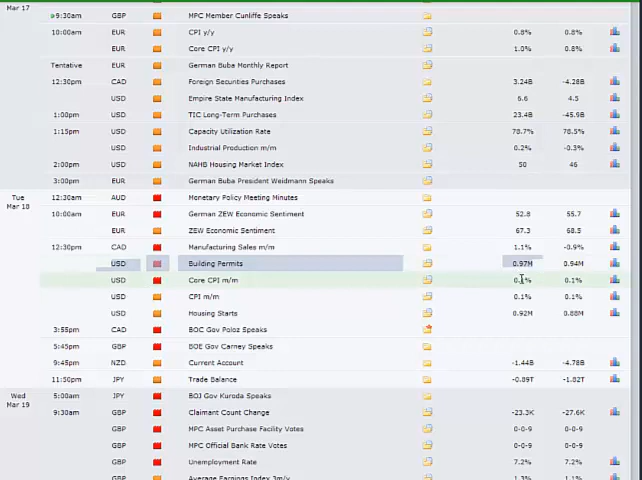 Mar 17
9:30am GBP MPC Member Cunliffe Speaks
10:00am EUR CPI y/y 0.8% 0.8%
EUR Core CPI y/y 1.0% 0.8%
Tentative EUR German Buba Monthly Report
12:30pm CAD Foreign Securities Purchases 3.24B -4.28B
USD Empire State Manufacturing Index 6.6 4.5
1:00pm USD TIC Long-Term Purchases 23.4B -45.9B
1:15pm USD Capacity Utilization Rate 78.7% 78.5%
USD Industrial Production m/m 0.2% -0.3%
2:00pm USD NAHB Housing Market Index 50 46
3:00pm EUR German Buba President Weidmann Speaks
Tue 12:30am AUD Monetary Policy Meeting Minutes
Mar 18
10:00am EUR German ZEW Economic Sentiment 52.8 55.7
EUR ZEW Economic Sentiment 67.3 68.5
12:30pm CAD Manufacturing Sales m/m 1.1% -0.9%
USD Building Permits 0.97M 0.94M
USD Core CPI m/m 0.1%
USD CPI m/m 0.1% 0.1%
USD Housing Starts 0.92M 0.88M
3:55pm CAD BOC Gov Poloz Speaks
5:45pm GBP BOE Gov Carney Speaks
9:45pm NZD Current Account -1.44B -4.78B
11:50pm JPY Trade Balance -0.89T -1.82T
Wed 5:00am JPY BOJ Gov Kuroda Speaks
Mar 19
9:30am GBP Claimant Count Change -23.3K -27.6K
GBP MPC Asset Purchase Facility Votes 0-0-9 0-0-9
GBP MPC Official Bank Rate Votes 0-0-9 0-0-9
GBP Unemployment Rate 7.2% 7.2%
GBP Average Earnings Index 3m/y 1.3% 1.1%